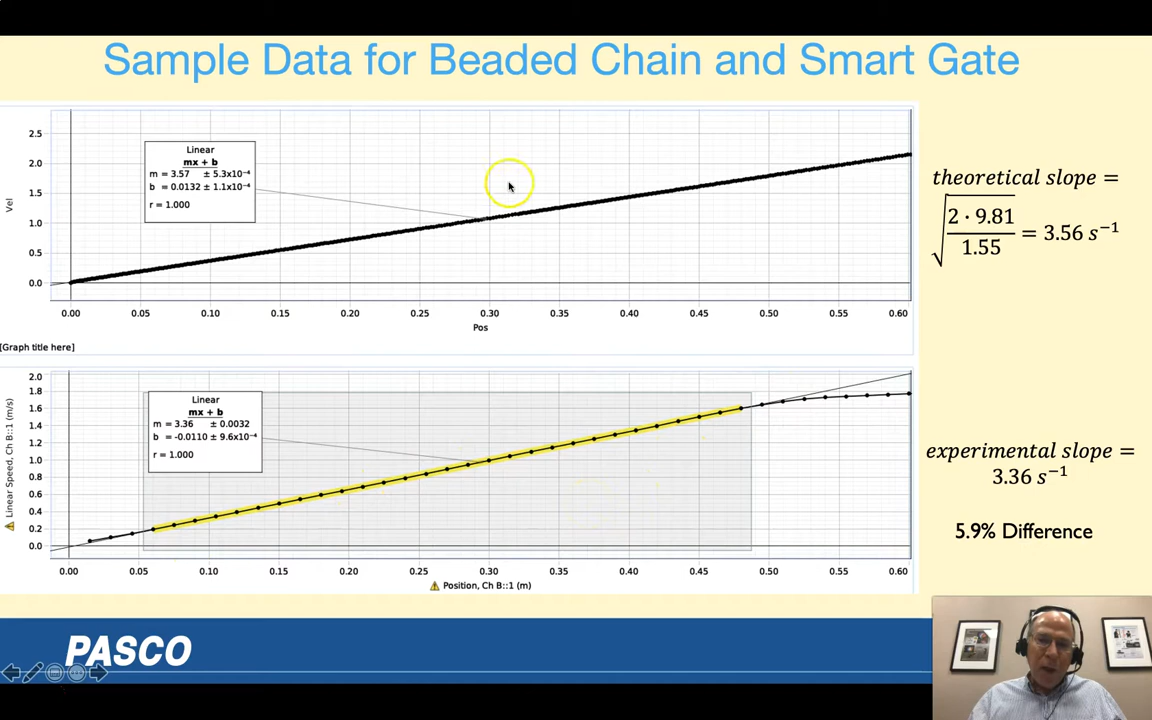 Sample Data for Beaded Chain and Smart Gate
Vel
2.5
2.0
1.5
1.0
0.5
0.0
Linear
mx + b
m = 3.57 ± 5.3x10⁻⁴
b = 0.0132 ± 1.1x10⁻⁴
r = 1.000
0.00 0.05 0.10 0.15 0.20 0.25 0.30 0.35 0.40 0.45 0.50 0.55 0.60
Pos
[Graph title here]
theoretical slope =
√(2 · 9.81 / 1.55) = 3.56 s⁻¹
Linear Speed, Ch B::1 (m/s)
2.0
1.8
1.6
1.4
1.2
1.0
0.8
0.6
0.4
0.2
0.0
Linear
mx + b
m = 3.36 ± 0.0032
b = -0.0110 ± 9.6x10⁻⁴
r = 1.000
0.00 0.05 0.10 0.15 0.20 0.25 0.30 0.35 0.40 0.45 0.50 0.55 0.60
Position, Ch B::1 (m)
experimental slope =
3.36 s⁻¹
5.9% Difference
PASCO